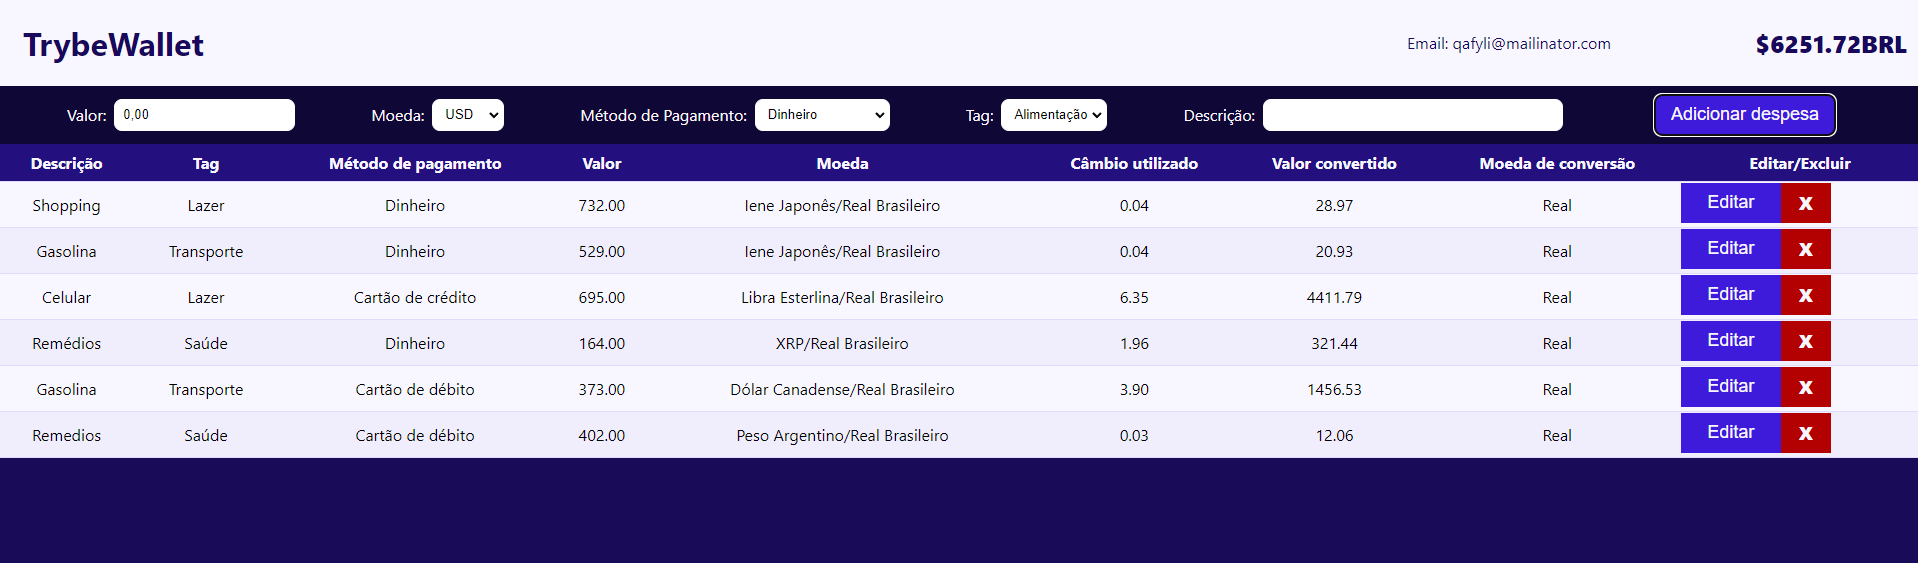 TrybeWallet Email: qafyli@mailinator.com $6251.72BRL
Valor: 0,00 Moeda: USD Método de Pagamento: Dinheiro Tag: Alimentação Descrição: Adicionar despesa
Descrição Tag Método de pagamento Valor Moeda Câmbio utilizado Valor convertido Moeda de conversão Editar/Excluir
Shopping Lazer Dinheiro 732.00 Iene Japonês/Real Brasileiro 0.04 28.97 Real Editar X
Gasolina Transporte Dinheiro 529.00 Iene Japonês/Real Brasileiro 0.04 20.93 Real Editar X
Celular Lazer Cartão de crédito 695.00 Libra Esterlina/Real Brasileiro 6.35 4411.79 Real Editar X
Remédios Saúde Dinheiro 164.00 XRP/Real Brasileiro 1.96 321.44 Real Editar X
Gasolina Transporte Cartão de débito 373.00 Dólar Canadense/Real Brasileiro 3.90 1456.53 Real Editar X
Remedios Saúde Cartão de débito 402.00 Peso Argentino/Real Brasileiro 0.03 12.06 Real Editar X